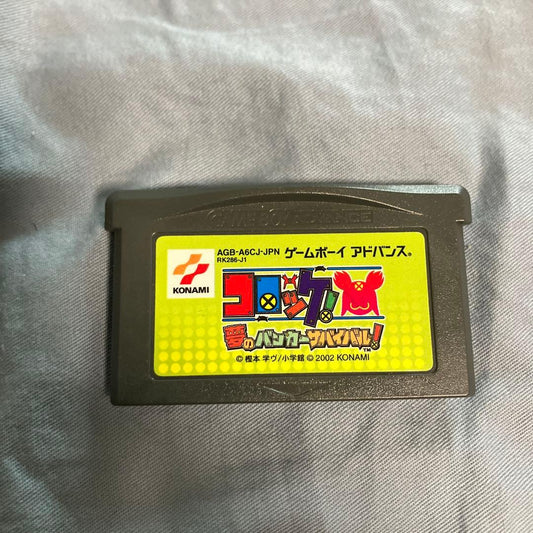 GAME BOY ADVANCE
AGB-A6CJ-JPN ゲームボーイ アドバンス®
RK286-J1
KONAMI
コロッケ!
夢のバンカーサバイバル!™
© 樫本 学ヴ/小学館 © 2002 KONAMI